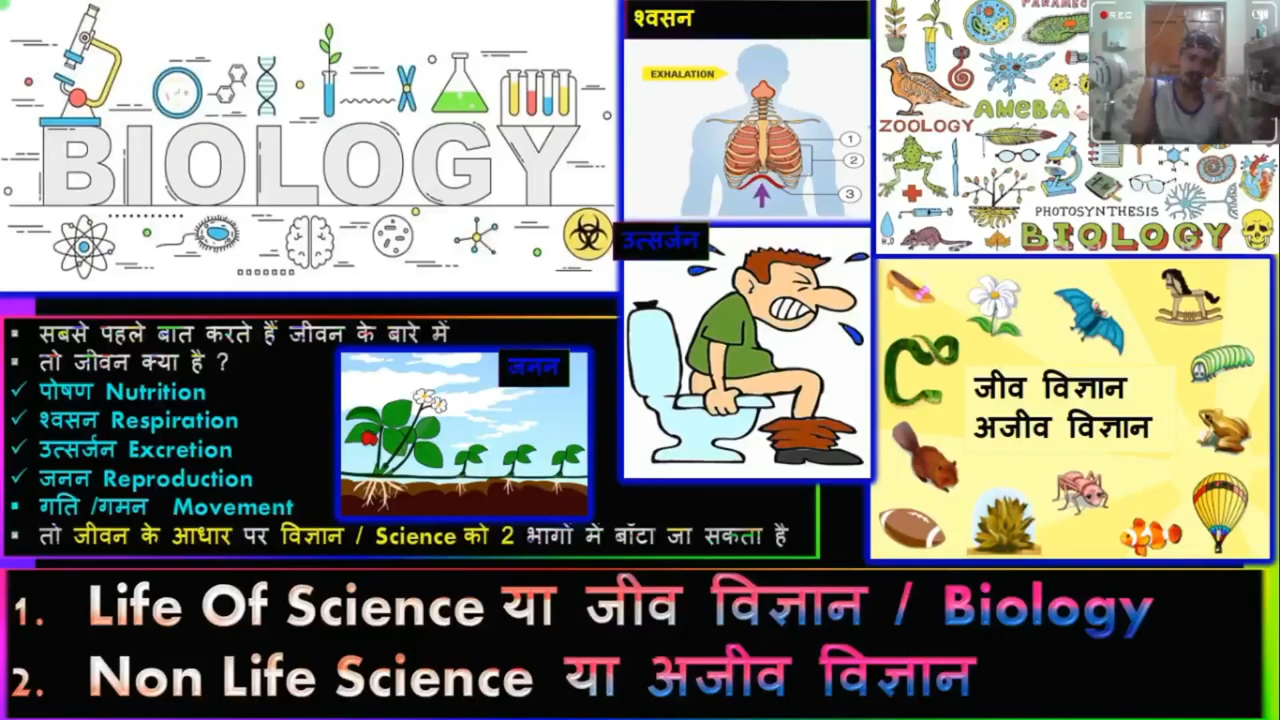 BIOLOGY
श्वसन
EXHALATION
1
2
3
ZOOLOGY
AMEBA
PHOTOSYNTHESIS
BIOLOGY
REC
उत्सर्जन
सबसे पहले बात करते हैं जीवन के बारे में
तो जीवन क्या है ?
पोषण Nutrition
श्वसन Respiration
उत्सर्जन Excretion
जनन Reproduction
गति /गमन Movement
तो जीवन के आधार पर विज्ञान / Science को 2 भागों में बाँटा जा सकता है
जनन
जीव विज्ञान
अजीव विज्ञान
1. Life Of Science या जीव विज्ञान / Biology
2. Non Life Science या अजीव विज्ञान